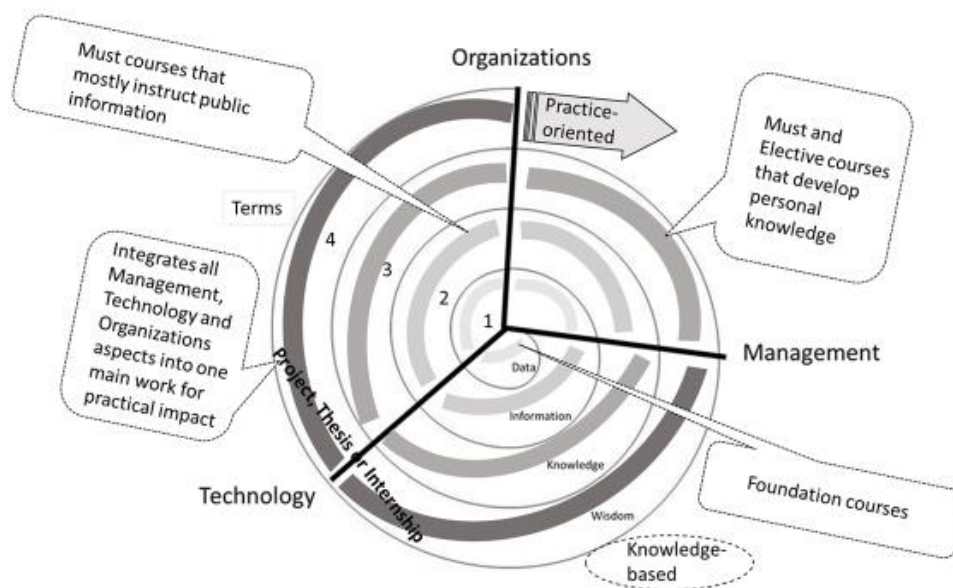 Organizations
Must courses that
mostly instruct public
information
Practice-
oriented
Must and
Elective courses
that develop
personal
knowledge
Terms
4
3
2
1
Integrates all
Management,
Technology and
Organizations
aspects into one
main work for
practical impact
Management
Data
Information
Knowledge
Wisdom
Project, Thesis or Internship
Technology
Foundation courses
Knowledge-
based